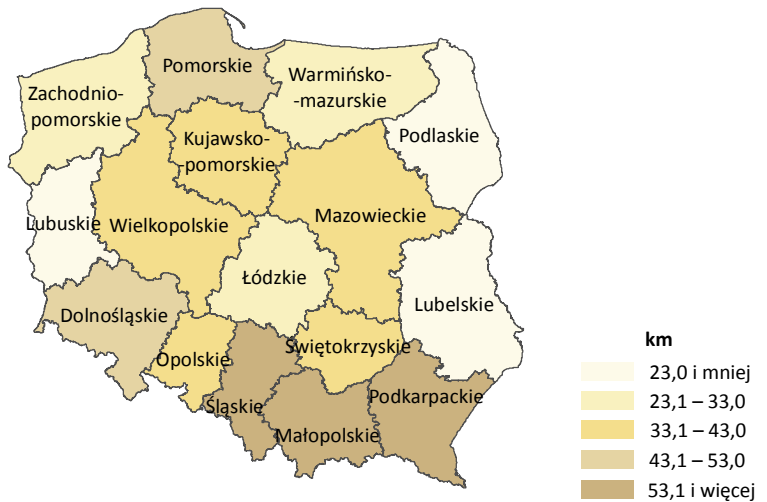 Pomorskie
Warmińsko-
-mazurskie
Zachodnio-
pomorskie
Podlaskie
Kujawsko-
-pomorskie
Mazowieckie
Lubuskie
Wielkopolskie
Łódzkie
Lubelskie
Dolnośląskie
Opolskie
Świętokrzyskie
Śląskie
Podkarpackie
Małopolskie
km
23,0 i mniej
23,1 – 33,0
33,1 – 43,0
43,1 – 53,0
53,1 i więcej